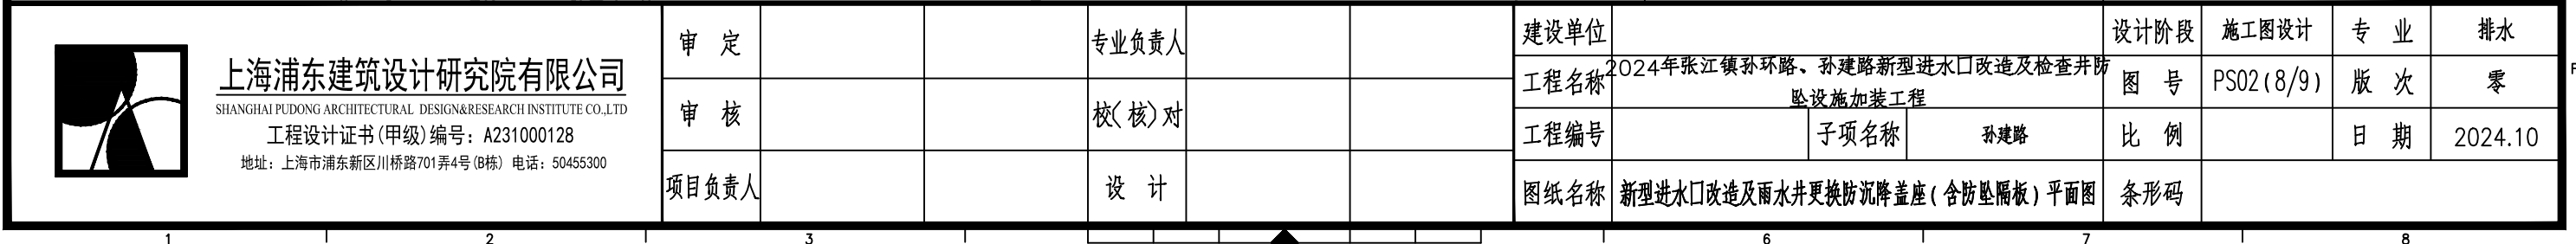 上海浦东建筑设计研究院有限公司
SHANGHAI PUDONG ARCHITECTURAL DESIGN&RESEARCH INSTITUTE CO.,LTD
工程设计证书(甲级)编号: A231000128
地址: 上海市浦东新区川桥路701弄4号(B栋) 电话: 50455300
审 定
审 核
项目负责人
专业负责人
校(核)对
设 计
建设单位
设计阶段 施工图设计 专 业 排水
工程名称 2024年张江镇孙环路、孙建路新型进水口改造及检查井防
坠设施加装工程
图 号 PS02(8/9) 版 次 零
工程编号 子项名称 孙建路 比 例 日 期 2024.10
图纸名称 新型进水口改造及雨水井更换防沉降盖座(含防坠隔板)平面图 条形码
1 2 3 6 7 8